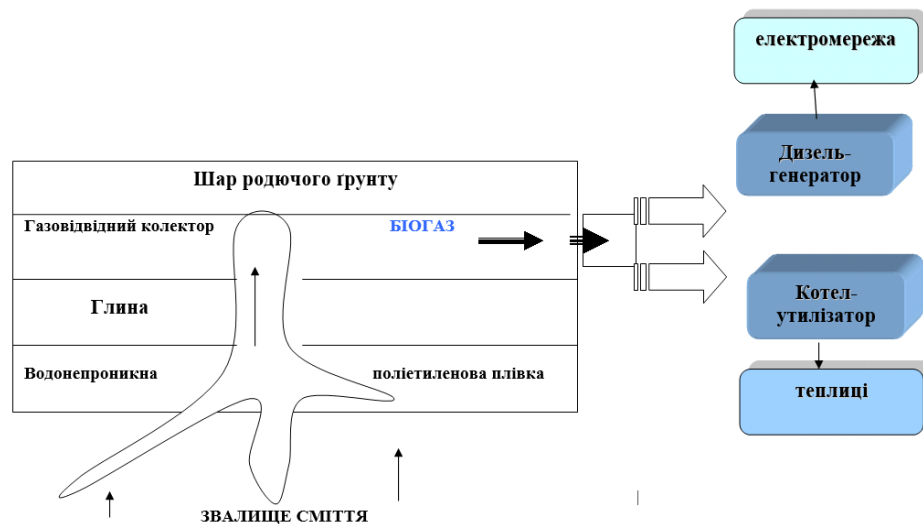 електромережа
Дизель-
генератор
Шар родючого ґрунту
Газовідвідний колектор
БІОГАЗ
Глина
Котел-
утилізатор
Водонепроникна поліетиленова плівка
теплиці
ЗВАЛИЩЕ СМІТТЯ